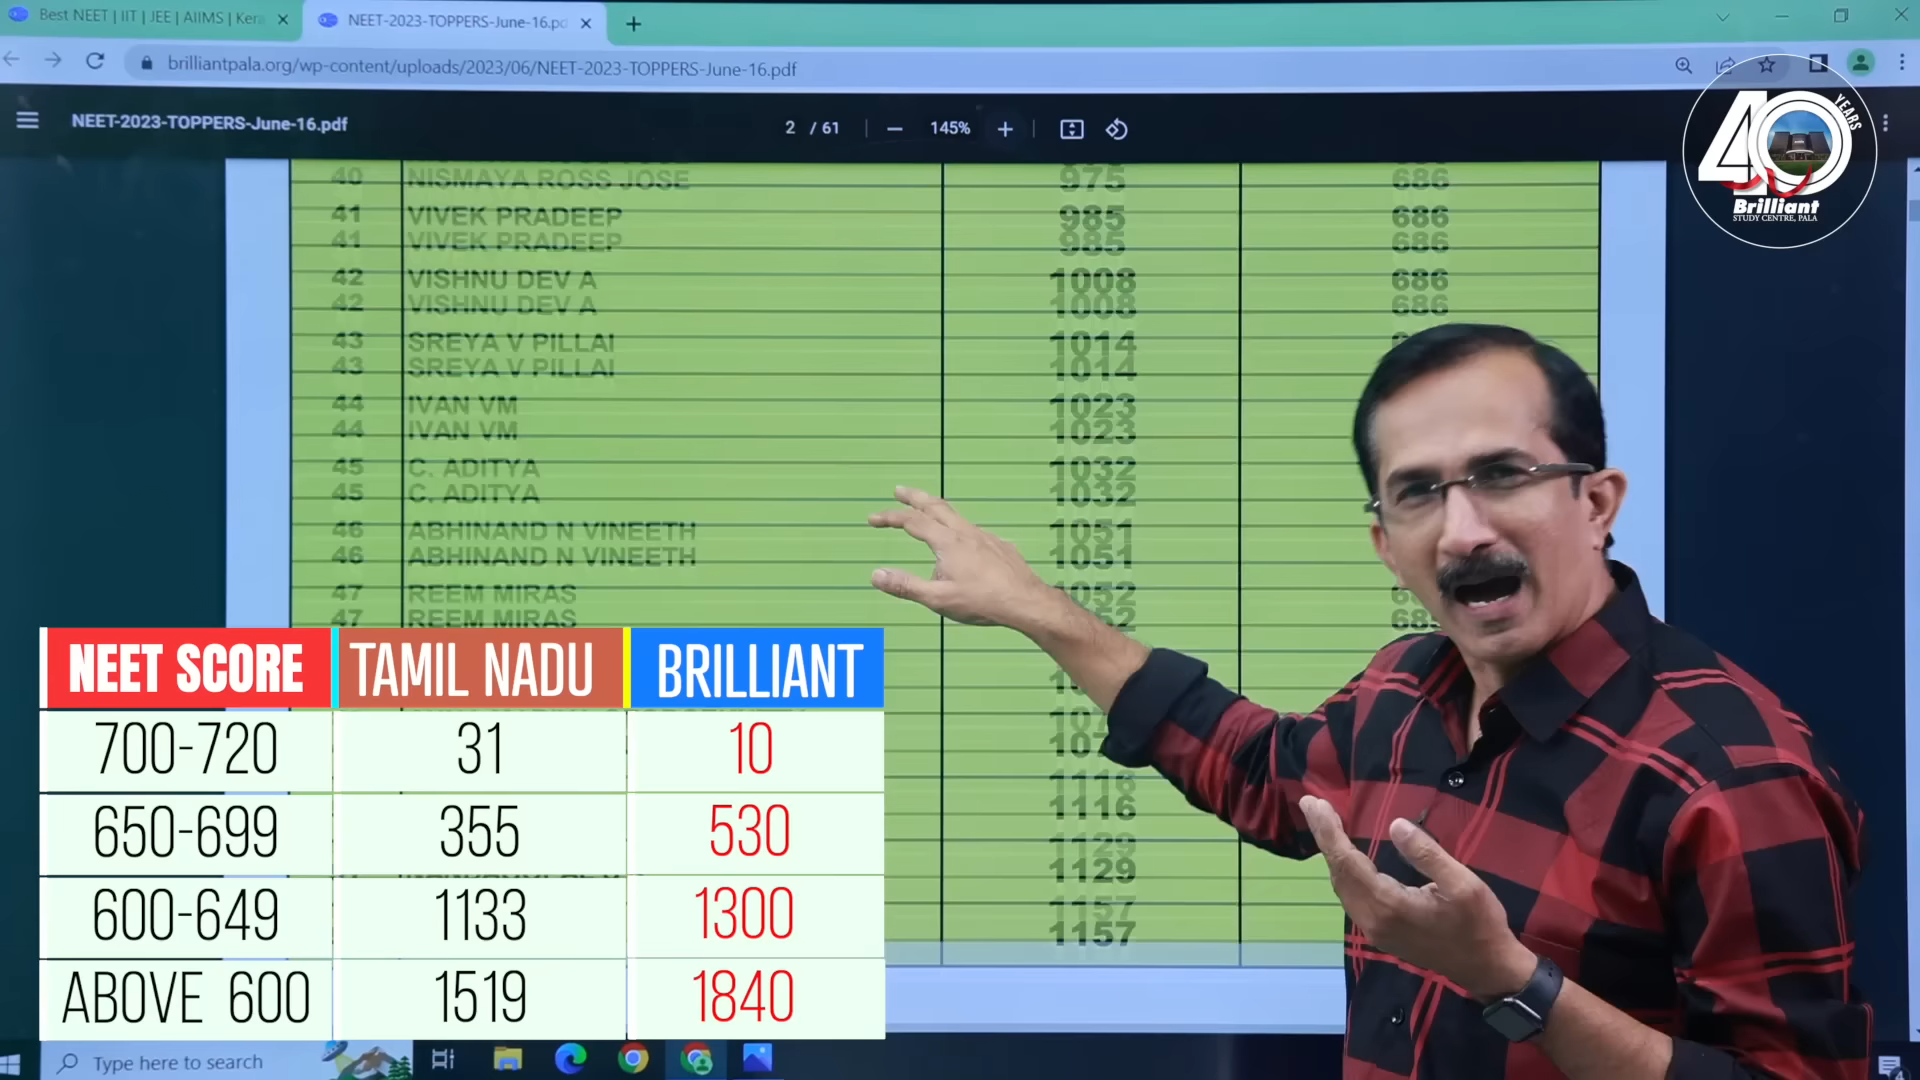 Best NEET | IIT | JEE | AIIMS | Kera
NEET-2023-TOPPERS-June-16.pd
brilliantpala.org/wp-content/uploads/2023/06/NEET-2023-TOPPERS-June-16.pdf
NEET-2023-TOPPERS-June-16.pdf
2 / 61
145%
40 YEARS
Brilliant
STUDY CENTRE, PALA
40 NISMAYA ROSS JOSE 975 686
41 VIVEK PRADEEP 985 686
41 VIVEK PRADEEP 985 686
42 VISHNU DEV A 1008 686
42 VISHNU DEV A 1008 686
43 SREYA V PILLAI 1014
43 SREYA V PILLAI 1014
44 IVAN VM 1023
44 IVAN VM 1023
45 C. ADITYA 1032
45 C. ADITYA 1032
46 ABHINAND N VINEETH 1051
46 ABHINAND N VINEETH 1051
47 REEM MIRAS 1052
47 REEM MIRAS
1116
1116
1129
1129
1157
1157
NEET SCORE TAMIL NADU BRILLIANT
700-720 31 10
650-699 355 530
600-649 1133 1300
ABOVE 600 1519 1840
Type here to search